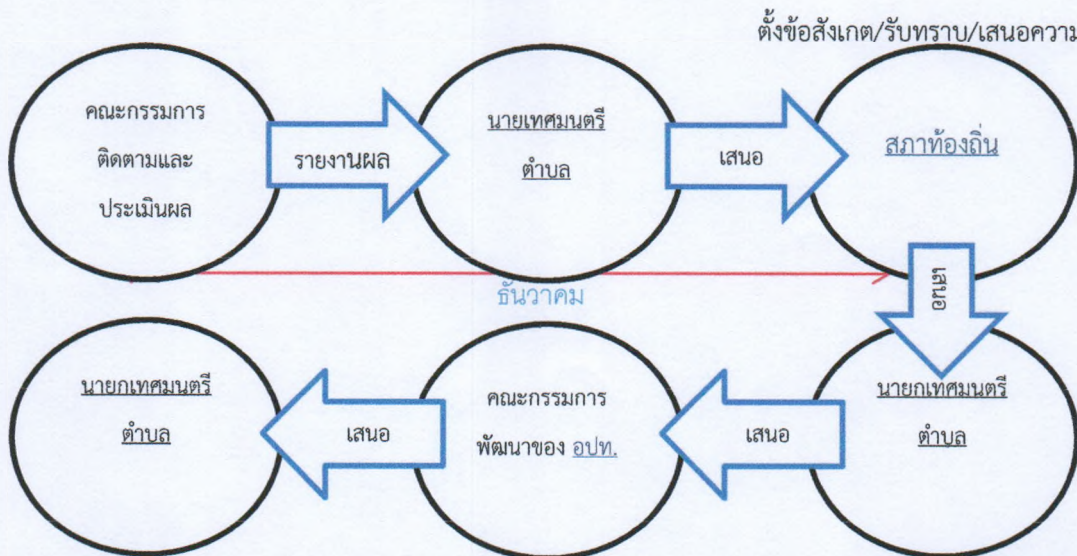 ตั้งข้อสังเกต/รับทราบ/เสนอความ
คณะกรรมการ
ติดตามและ
ประเมินผล
รายงานผล
นายเทศมนตรี
ตำบล
เสนอ
สภาท้องถิ่น
ธันวาคม
เสนอ
นายกเทศมนตรี
ตำบล
เสนอ
คณะกรรมการ
พัฒนาของ อปท.
เสนอ
นายกเทศมนตรี
ตำบล